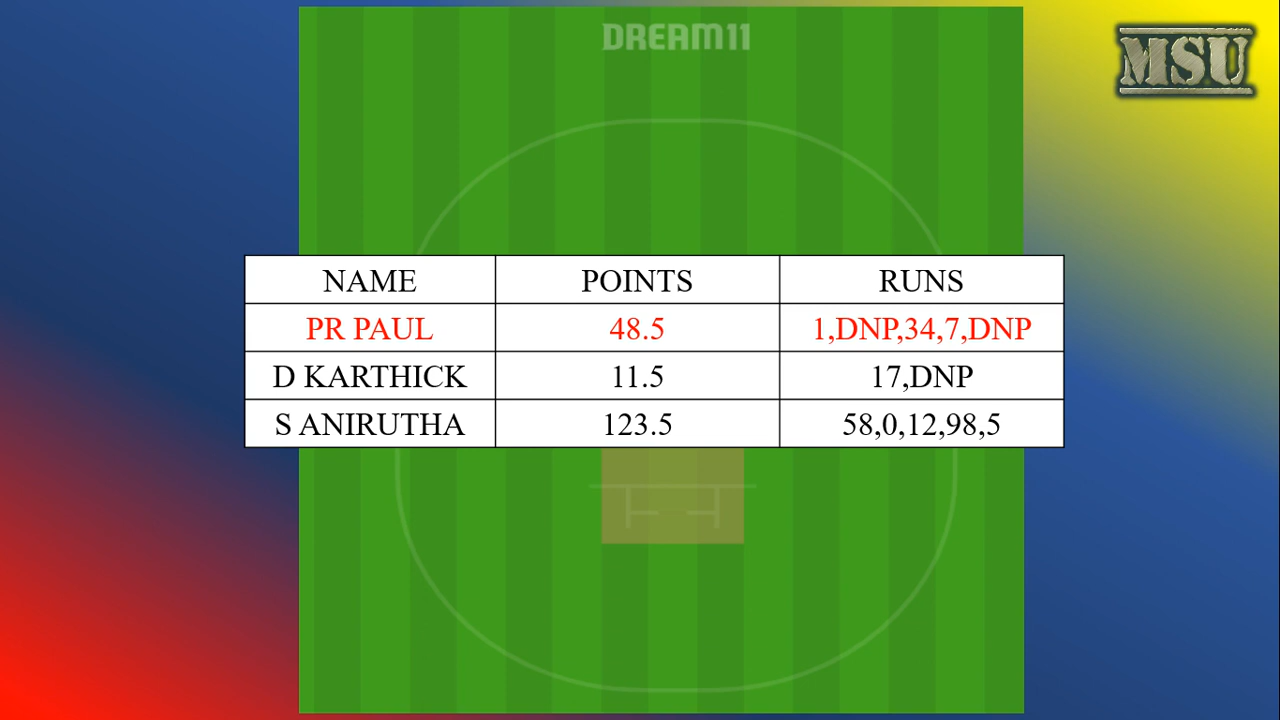 DREAM11
MSU
NAME POINTS RUNS
PR PAUL 48.5 1,DNP,34,7,DNP
D KARTHICK 11.5 17,DNP
S ANIRUTHA 123.5 58,0,12,98,5